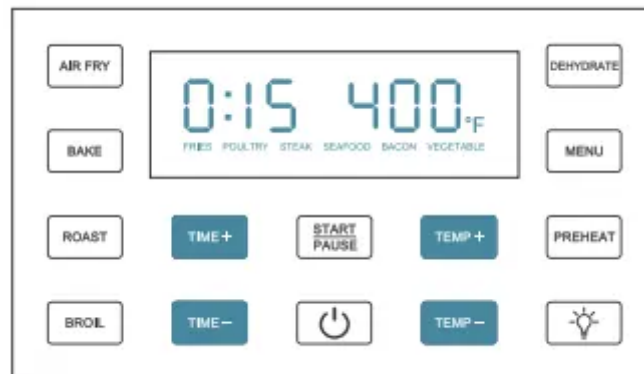 AIR FRY
0:15 400°F
DEHYDRATE
FRIES POULTRY STEAK SEAFOOD BACON VEGETABLE
BAKE
MENU
ROAST
TIME+
START
PAUSE
TEMP+
PREHEAT
BROIL
TIME-
TEMP-